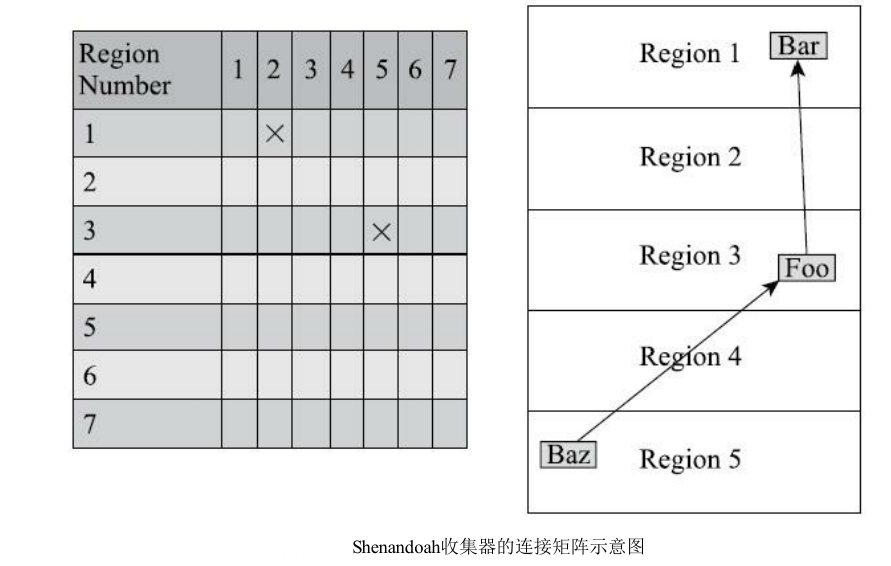 Region
Number 1 2 3 4 5 6 7
1 ×
2
3 ×
4
5
6
7
Region 1 Bar
Region 2
Region 3 Foo
Region 4
Baz Region 5
Shenandoah收集器的连接矩阵示意图